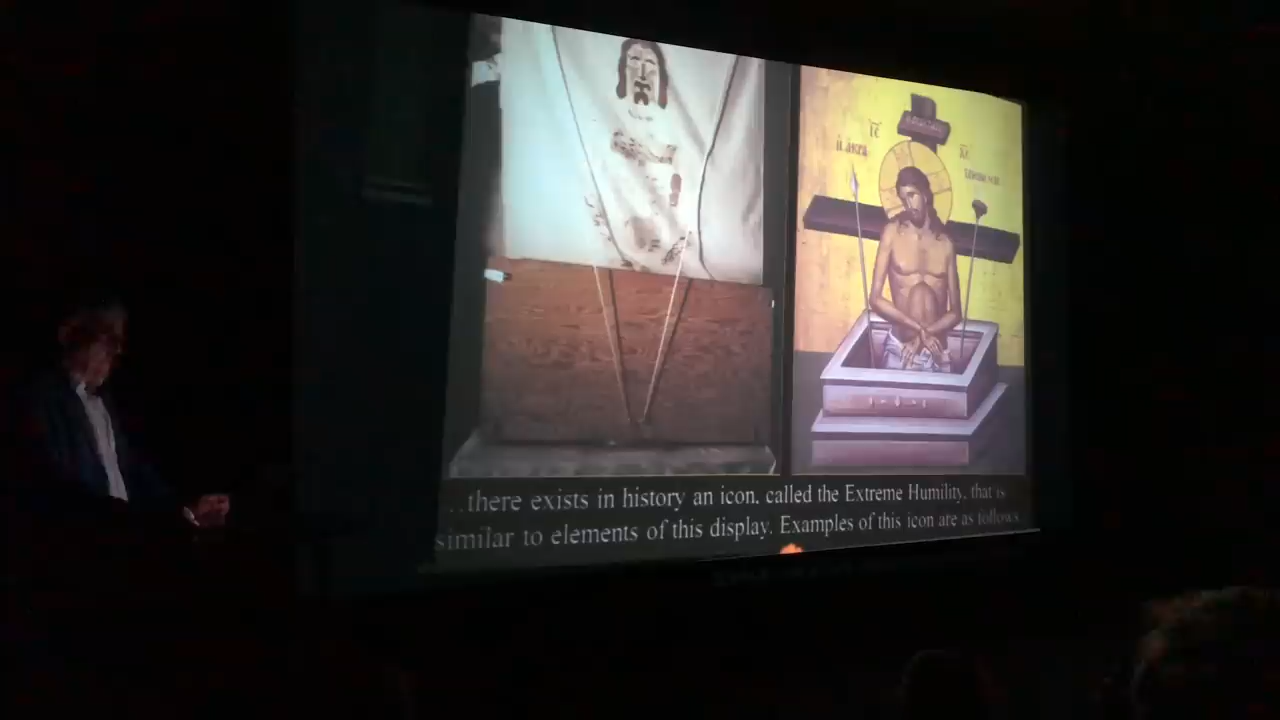 ...there exists in history an icon, called the Extreme Humility, that is
similar to elements of this display. Examples of this icon are as follows